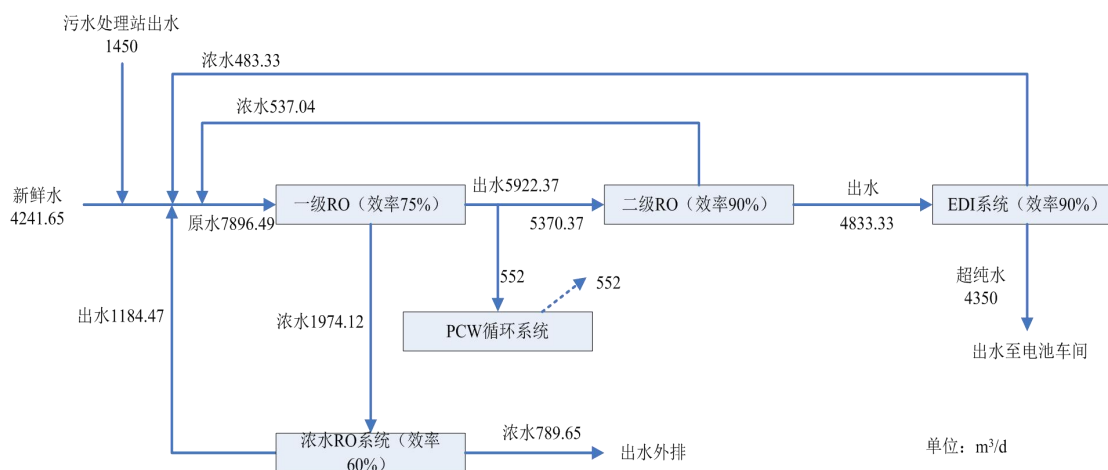 污水处理站出水
1450
浓水483.33
浓水537.04
新鲜水
4241.65
原水7896.49
一级RO（效率75%）
出水5922.37
5370.37
二级RO（效率90%）
出水
4833.33
EDI系统（效率90%）
552
552
PCW循环系统
超纯水
4350
出水至电池车间
出水1184.47
浓水1974.12
浓水RO系统（效率
60%）
浓水789.65
出水外排
单位：m³/d